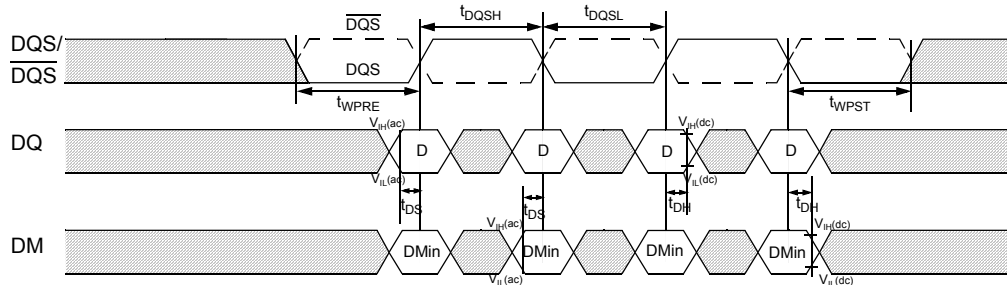 DQS tDQSH tDQSL
DQS/
DQS
DQS
tWPRE tWPST
VIH(ac) VIH(dc)
DQ D D D D
VIL(ac) VIL(dc)
tDS tDS tDH tDH
VIH(ac) VIH(dc)
DM DMin DMin DMin DMin
VIL(ac) VIL(dc)